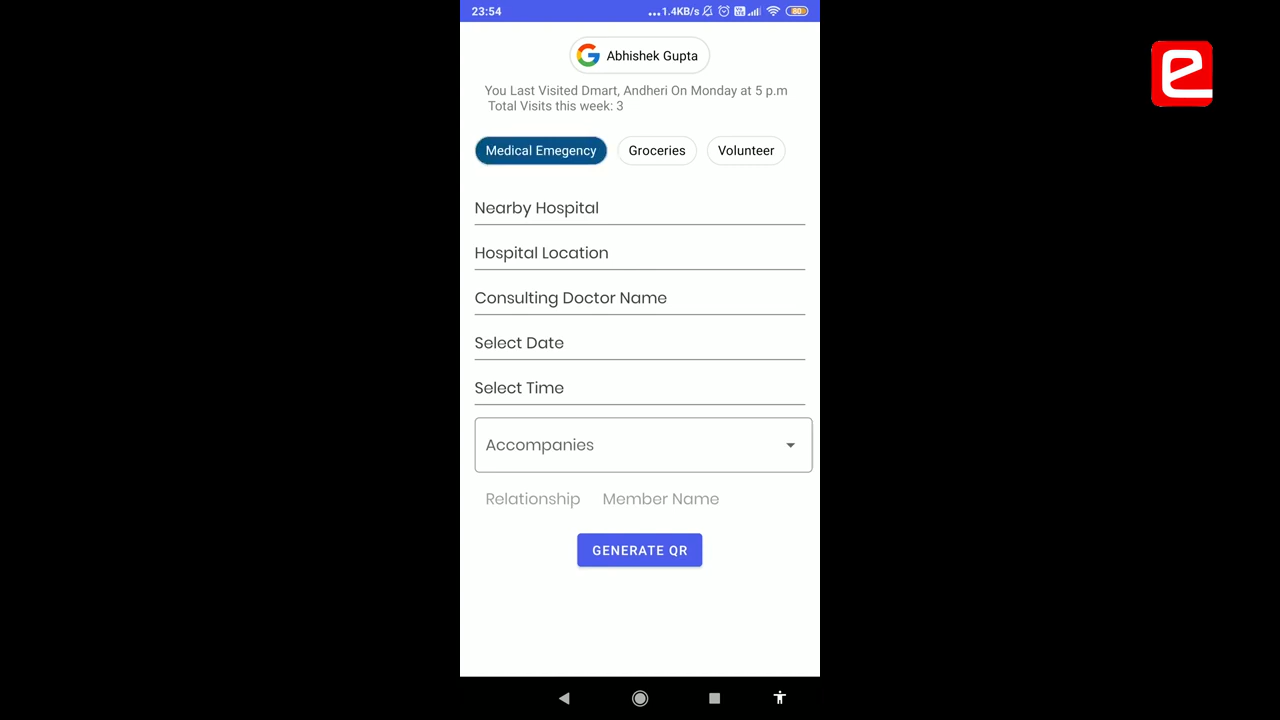 23:54
...1.4KB/s
80
Abhishek Gupta
You Last Visited Dmart, Andheri On Monday at 5 p.m
Total Visits this week: 3
Medical Emegency
Groceries
Volunteer
Nearby Hospital
Hospital Location
Consulting Doctor Name
Select Date
Select Time
Accompanies
Relationship
Member Name
GENERATE QR